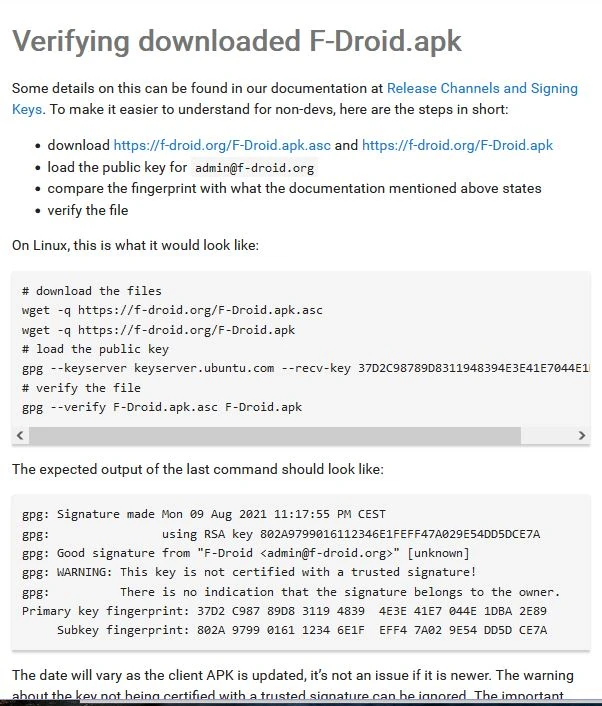 Verifying downloaded F-Droid.apk
Some details on this can be found in our documentation at Release Channels and Signing
Keys. To make it easier to understand for non-devs, here are the steps in short:
• download https://f-droid.org/F-Droid.apk.asc and https://f-droid.org/F-Droid.apk
• load the public key for admin@f-droid.org
• compare the fingerprint with what the documentation mentioned above states
• verify the file
On Linux, this is what it would look like:
# download the files
wget -q https://f-droid.org/F-Droid.apk.asc
wget -q https://f-droid.org/F-Droid.apk
# load the public key
gpg --keyserver keyserver.ubuntu.com --recv-key 37D2C98789D8311948394E3E41E7044E1
# verify the file
gpg --verify F-Droid.apk.asc F-Droid.apk
The expected output of the last command should look like:
gpg: Signature made Mon 09 Aug 2021 11:17:55 PM CEST
gpg:                using RSA key 802A9799016112346E1FEFF47A029E54DD5DCE7A
gpg: Good signature from "F-Droid <admin@f-droid.org>" [unknown]
gpg: WARNING: This key is not certified with a trusted signature!
gpg:          There is no indication that the signature belongs to the owner.
Primary key fingerprint: 37D2 C987 89D8 3119 4839  4E3E 41E7 044E 1DBA 2E89
     Subkey fingerprint: 802A 9799 0161 1234 6E1F  EFF4 7A02 9E54 DD5D CE7A
The date will vary as the client APK is updated, it's not an issue if it is newer. The warning
about the key not being certified with a trusted signature can be ignored. The important